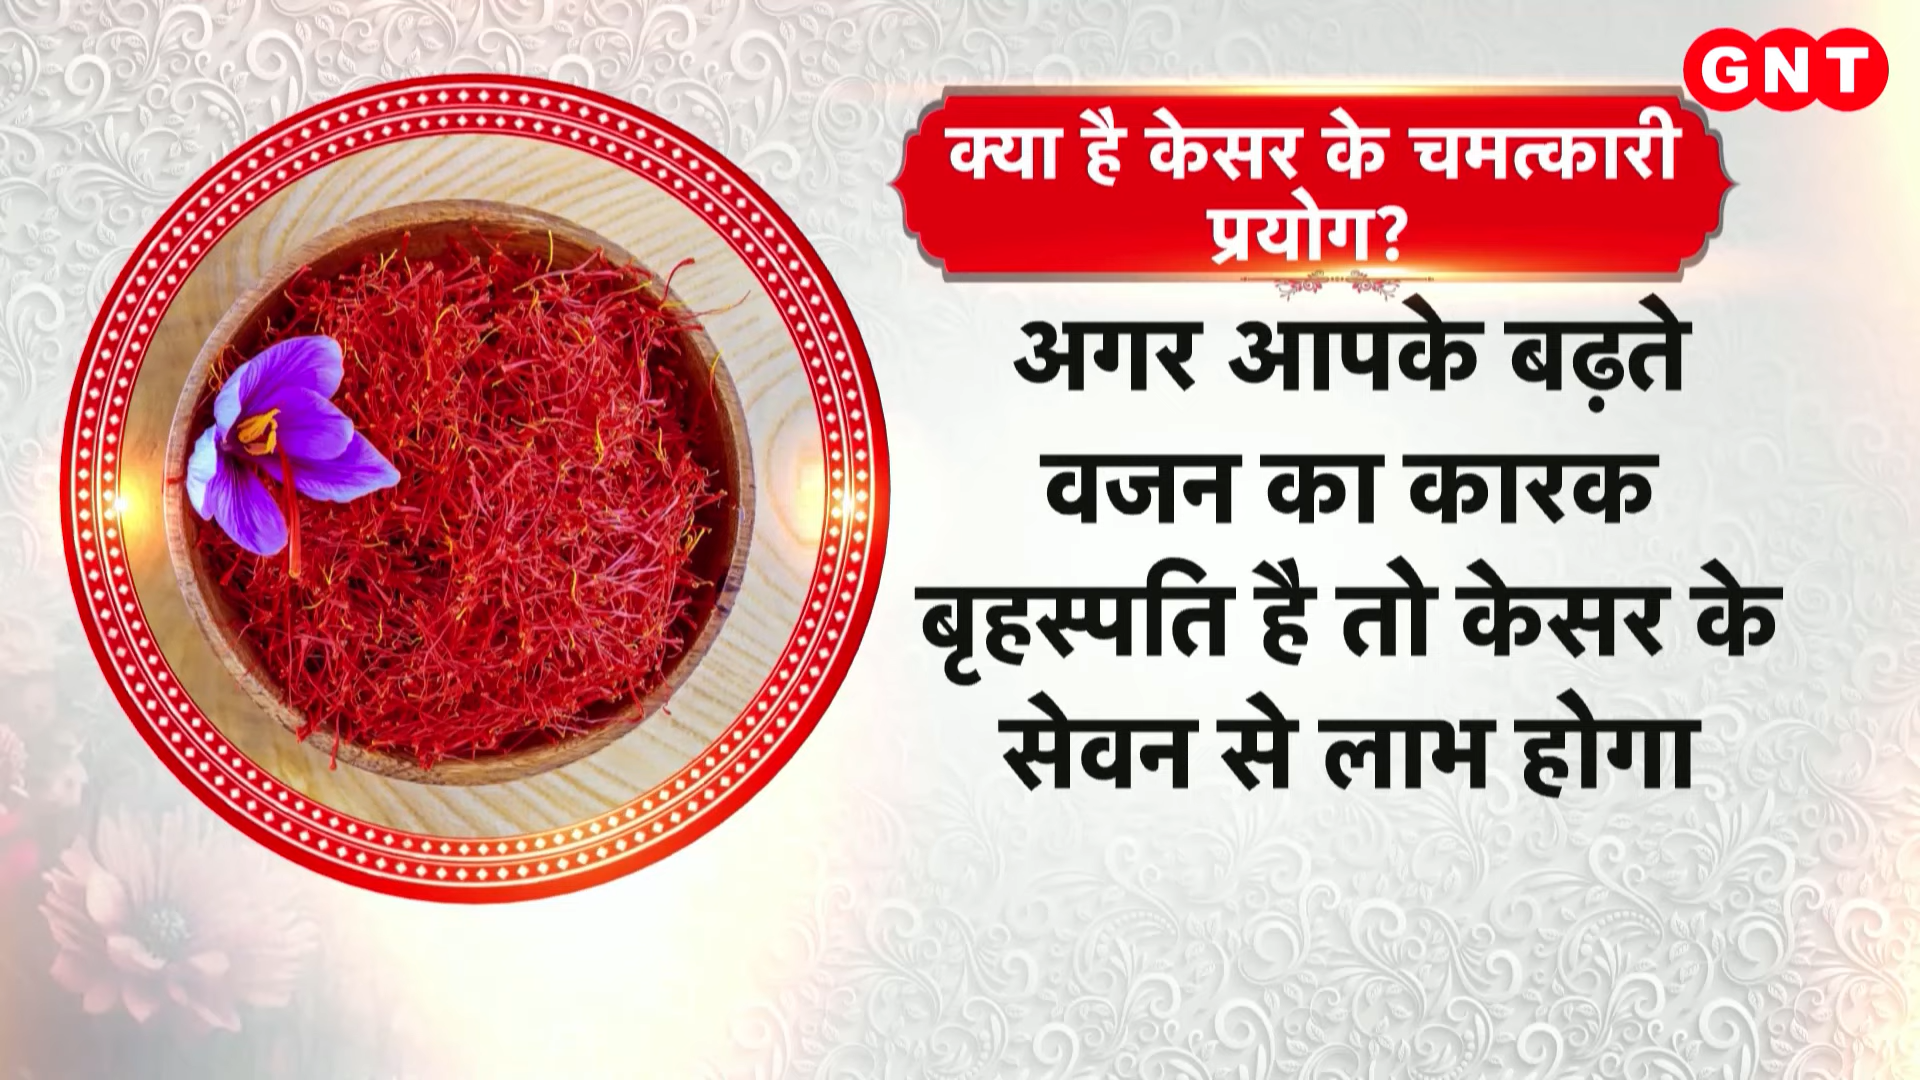 GNT
क्या है केसर के चमत्कारी
प्रयोग?
अगर आपके बढ़ते
वजन का कारक
बृहस्पति है तो केसर के
सेवन से लाभ होगा